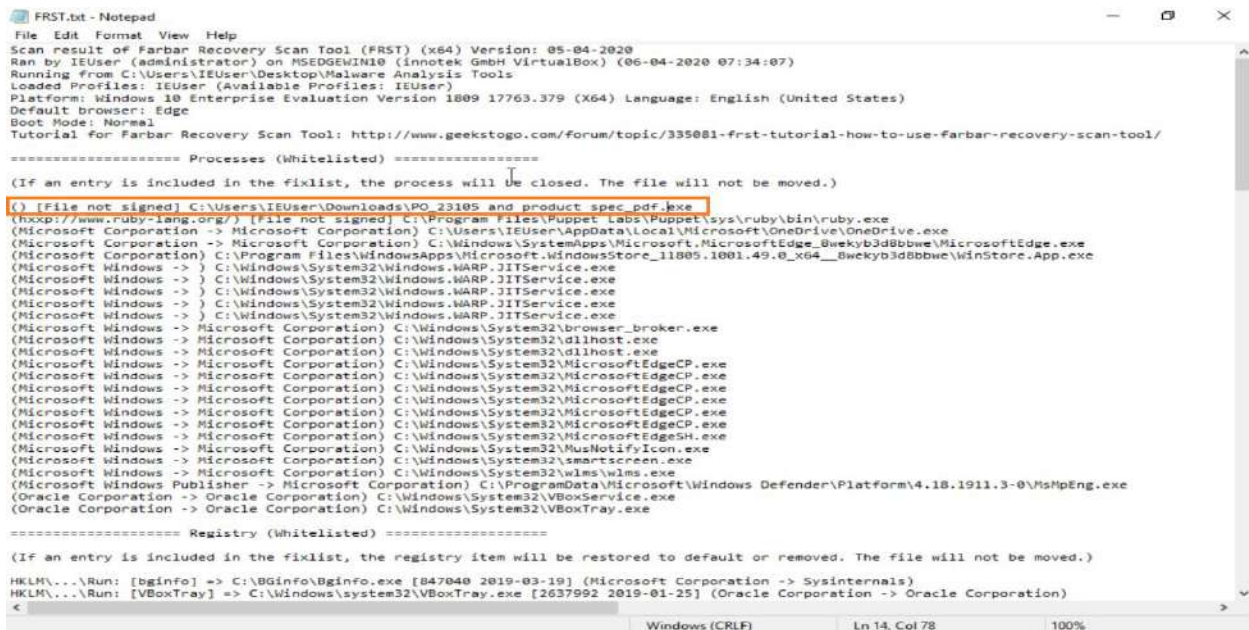 FRST.txt - Notepad
File Edit Format View Help
Scan result of Farbar Recovery Scan Tool (FRST) (x64) Version: 05-04-2020
Ran by IEUser (administrator) on MSEDGEWIN10 (innotek GmbH VirtualBox) (06-04-2020 07:34:07)
Running from C:\Users\IEUser\Desktop\Malware Analysis Tools
Loaded Profiles: IEUser (Available Profiles: IEUser)
Platform: Windows 10 Enterprise Evaluation Version 1809 17763.379 (X64) Language: English (United States)
Default browser: Edge
Boot Mode: Normal
Tutorial for Farbar Recovery Scan Tool: http://www.geekstogo.com/forum/topic/335081-frst-tutorial-how-to-use-farbar-recovery-scan-tool/
==================== Processes (Whitelisted) =================
(If an entry is included in the fixlist, the process will be closed. The file will not be moved.)
() [File not signed] C:\Users\IEUser\Downloads\PO_23105 and product spec_pdf.exe
(hxxp://www.ruby-lang.org/) [File not signed] C:\Program Files\Puppet Labs\Puppet\sys\ruby\bin\ruby.exe
(Microsoft Corporation -> Microsoft Corporation) C:\Users\IEUser\AppData\Local\Microsoft\OneDrive\OneDrive.exe
(Microsoft Corporation -> Microsoft Corporation) C:\Windows\SystemApps\Microsoft.MicrosoftEdge_8wekyb3d8bbwe\MicrosoftEdge.exe
(Microsoft Corporation) C:\Program Files\WindowsApps\Microsoft.WindowsStore_11805.1001.49.0_x64__8wekyb3d8bbwe\WinStore.App.exe
(Microsoft Windows -> ) C:\Windows\System32\Windows.WARP.JITService.exe
(Microsoft Windows -> ) C:\Windows\System32\Windows.WARP.JITService.exe
(Microsoft Windows -> ) C:\Windows\System32\Windows.WARP.JITService.exe
(Microsoft Windows -> ) C:\Windows\System32\Windows.WARP.JITService.exe
(Microsoft Windows -> ) C:\Windows\System32\Windows.WARP.JITService.exe
(Microsoft Windows -> Microsoft Corporation) C:\Windows\System32\browser_broker.exe
(Microsoft Windows -> Microsoft Corporation) C:\Windows\System32\dllhost.exe
(Microsoft Windows -> Microsoft Corporation) C:\Windows\System32\dllhost.exe
(Microsoft Windows -> Microsoft Corporation) C:\Windows\System32\MicrosoftEdgeCP.exe
(Microsoft Windows -> Microsoft Corporation) C:\Windows\System32\MicrosoftEdgeCP.exe
(Microsoft Windows -> Microsoft Corporation) C:\Windows\System32\MicrosoftEdgeCP.exe
(Microsoft Windows -> Microsoft Corporation) C:\Windows\System32\MicrosoftEdgeCP.exe
(Microsoft Windows -> Microsoft Corporation) C:\Windows\System32\MicrosoftEdgeCP.exe
(Microsoft Windows -> Microsoft Corporation) C:\Windows\System32\MicrosoftEdgeSH.exe
(Microsoft Windows -> Microsoft Corporation) C:\Windows\System32\MusNotifyIcon.exe
(Microsoft Windows -> Microsoft Corporation) C:\Windows\System32\smartscreen.exe
(Microsoft Windows -> Microsoft Corporation) C:\Windows\System32\wlms\wlms.exe
(Microsoft Windows Publisher -> Microsoft Corporation) C:\ProgramData\Microsoft\Windows Defender\Platform\4.18.1911.3-0\MsMpEng.exe
(Oracle Corporation -> Oracle Corporation) C:\Windows\System32\VBoxService.exe
(Oracle Corporation -> Oracle Corporation) C:\Windows\System32\VBoxTray.exe
==================== Registry (Whitelisted) ===================
(If an entry is included in the fixlist, the registry item will be restored to default or removed. The file will not be moved.)
HKLM\...\Run: [bginfo] => C:\BGinfo\Bginfo.exe [847040 2019-03-19] (Microsoft Corporation -> Sysinternals)
HKLM\...\Run: [VBoxTray] => C:\Windows\system32\VBoxTray.exe [2637992 2019-01-25] (Oracle Corporation -> Oracle Corporation)
Windows (CRLF) Ln 14, Col 78 100%